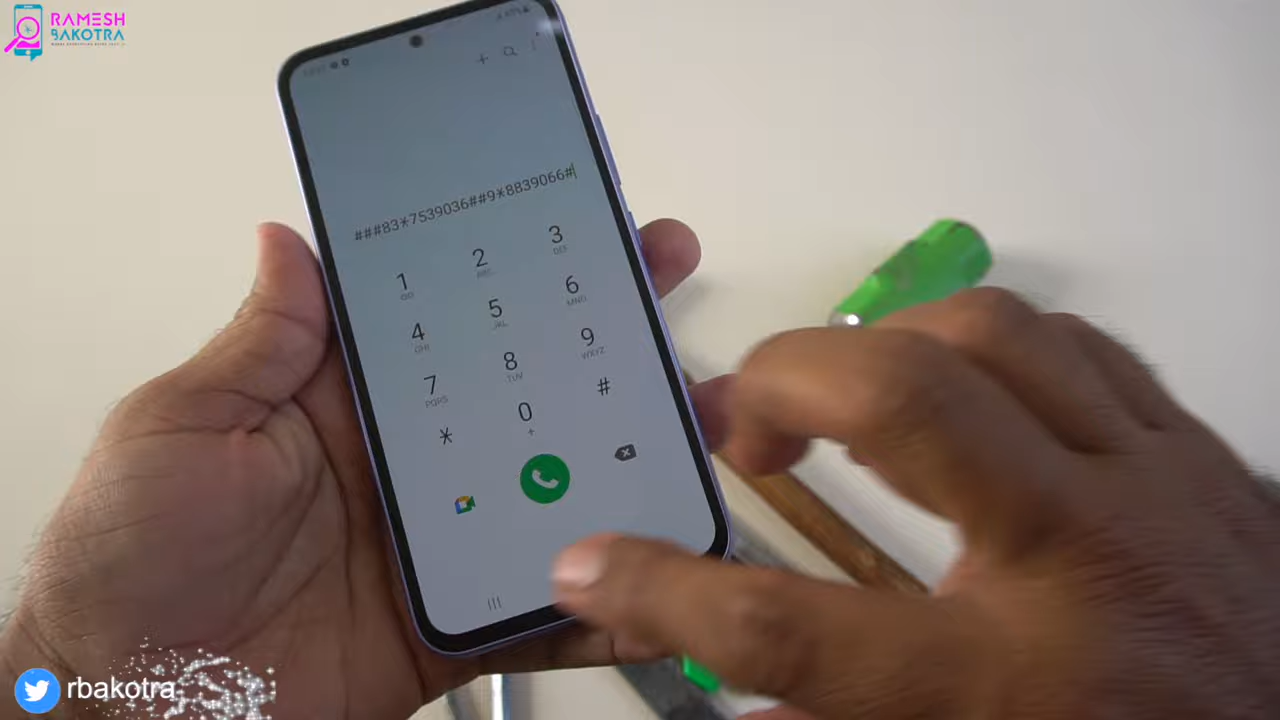 RAMESH
BAKOTRA
###83*7539036##9*8839066#
1
2
ABC
3
DEF
4
GHI
5
JKL
6
MNO
7
PQRS
8
TUV
9
WXYZ
*
0
+
#
rbakotra